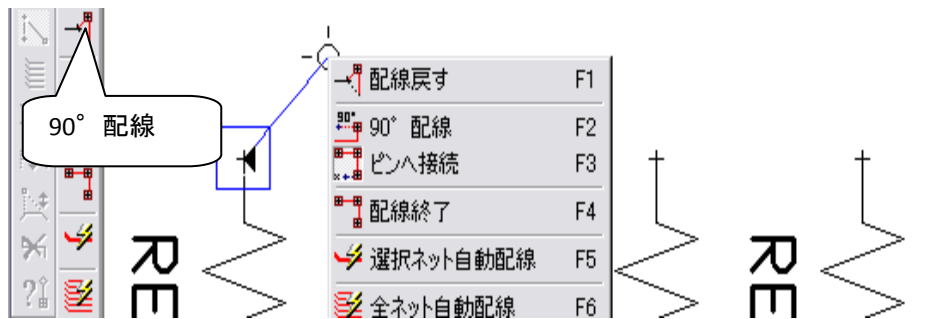 90° 配線
配線戻す F1
90° 配線 F2
ピンへ接続 F3
配線終了 F4
選択ネット自動配線 F5
全ネット自動配線 F6
RE
RE